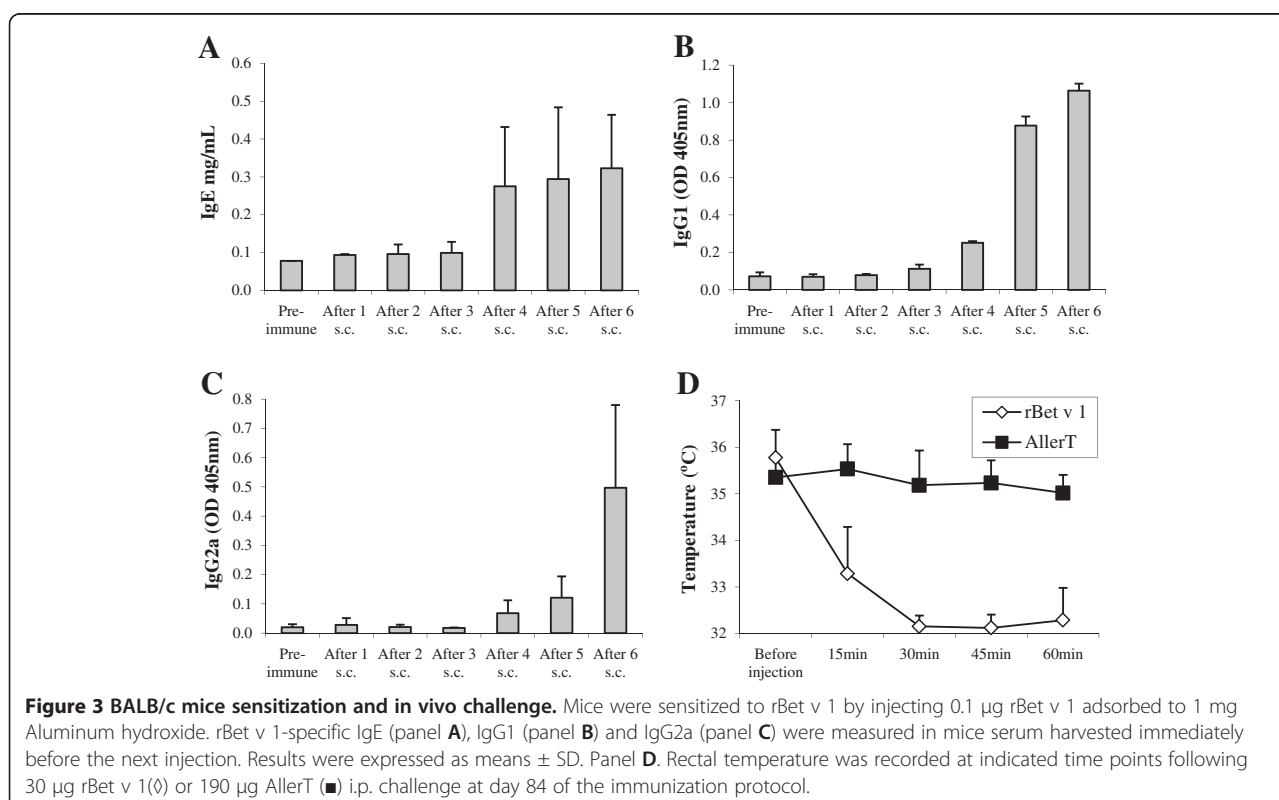 A
IgE mg/mL
0.6
0.5
0.4
0.3
0.2
0.1
0.0
Pre-immune
After 1 s.c.
After 2 s.c.
After 3 s.c.
After 4 s.c.
After 5 s.c.
After 6 s.c.
B
IgG1 (OD 405nm)
1.2
1.0
0.8
0.6
0.4
0.2
0.0
Pre-immune
After 1 s.c.
After 2 s.c.
After 3 s.c.
After 4 s.c.
After 5 s.c.
After 6 s.c.
C
IgG2a (OD 405nm)
0.8
0.7
0.6
0.5
0.4
0.3
0.2
0.1
0.0
Pre-immune
After 1 s.c.
After 2 s.c.
After 3 s.c.
After 4 s.c.
After 5 s.c.
After 6 s.c.
D
Temperature (°C)
37
36
35
34
33
32
rBet v 1
AllerT
Before injection
15min
30min
45min
60min
Figure 3 BALB/c mice sensitization and in vivo challenge. Mice were sensitized to rBet v 1 by injecting 0.1 µg rBet v 1 adsorbed to 1 mg
Aluminum hydroxide. rBet v 1-specific IgE (panel A), IgG1 (panel B) and IgG2a (panel C) were measured in mice serum harvested immediately
before the next injection. Results were expressed as means ± SD. Panel D. Rectal temperature was recorded at indicated time points following
30 µg rBet v 1(◊) or 190 µg AllerT (■) i.p. challenge at day 84 of the immunization protocol.